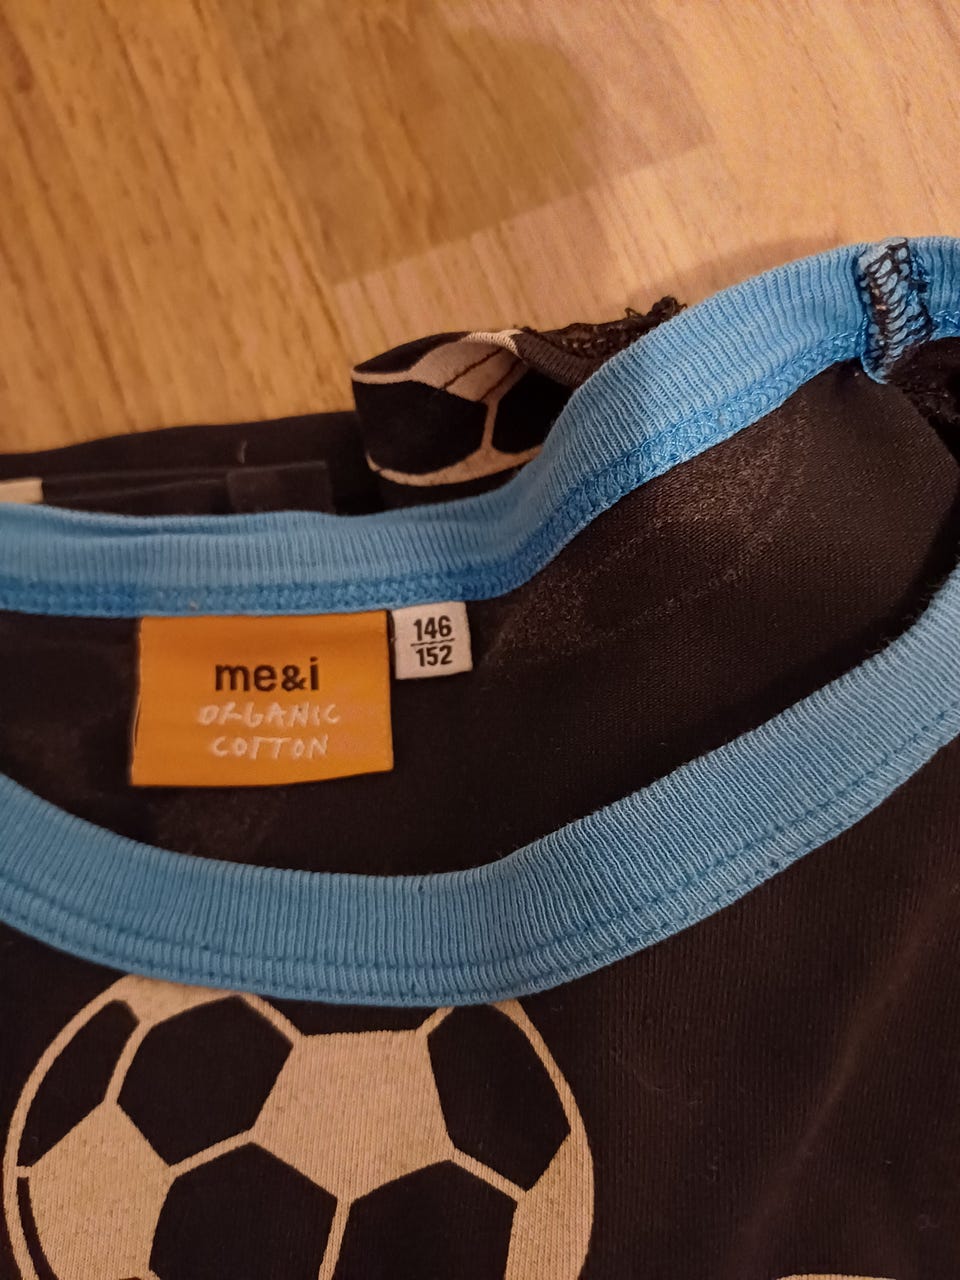 me&i
ORGANIC
COTTON
146
152